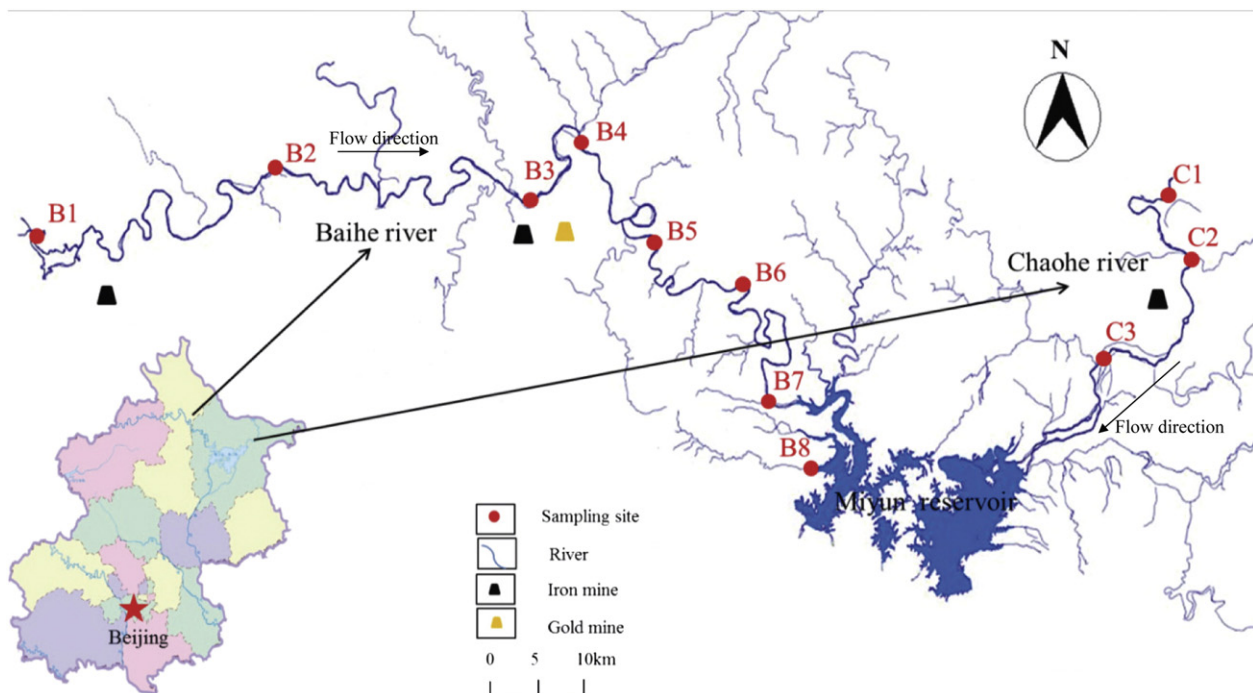 N
B4
B2
Flow direction
B3
C1
B1
Baihe river
B5
C2
B6
Chaohe river
C3
B7
Flow direction
B8
Miyun reservoir
Sampling site
River
Iron mine
Gold mine
Beijing
0 5 10km